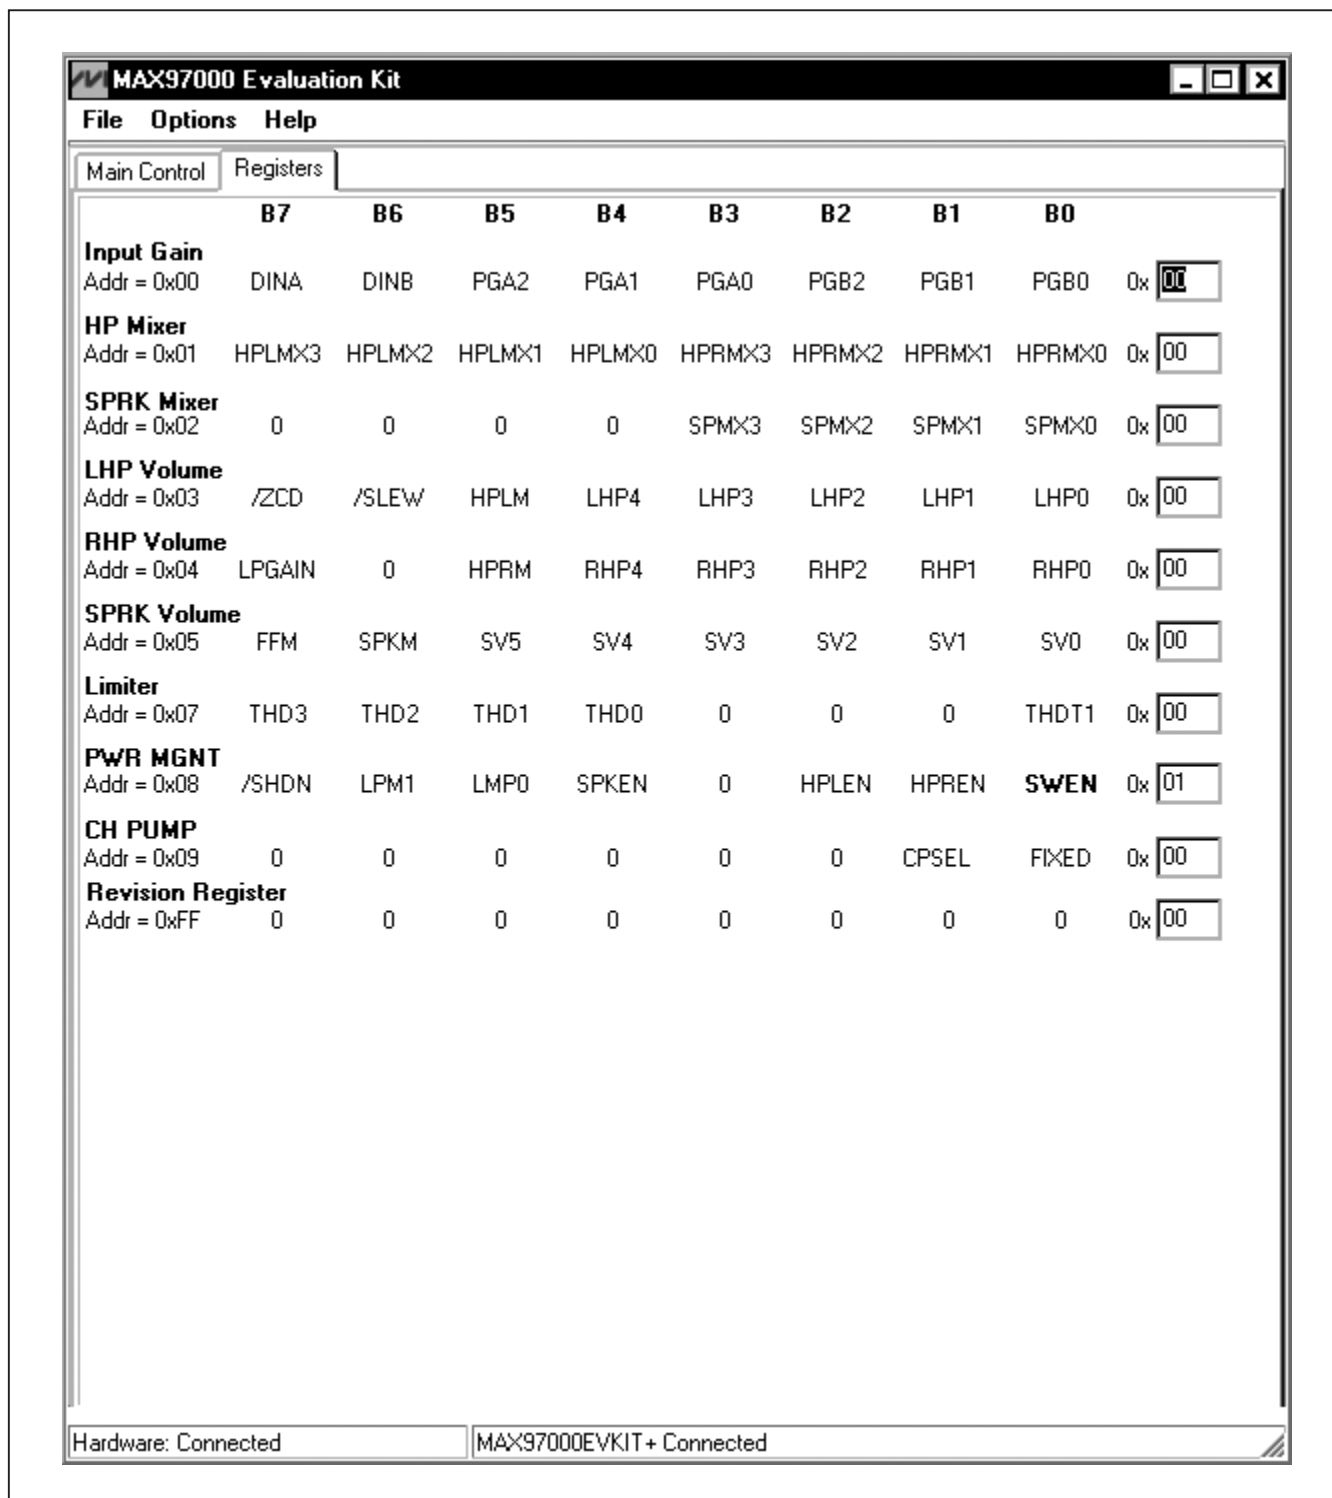 MAX97000 Evaluation Kit
File Options Help
Main Control Registers
B7 B6 B5 B4 B3 B2 B1 B0
Input Gain
Addr = 0x00 DINA DINB PGA2 PGA1 PGA0 PGB2 PGB1 PGB0 0x 00
HP Mixer
Addr = 0x01 HPLMX3 HPLMX2 HPLMX1 HPLMX0 HPRMX3 HPRMX2 HPRMX1 HPRMX0 0x 00
SPRK Mixer
Addr = 0x02 0 0 0 0 SPMX3 SPMX2 SPMX1 SPMX0 0x 00
LHP Volume
Addr = 0x03 /ZCD /SLEW HPLM LHP4 LHP3 LHP2 LHP1 LHP0 0x 00
RHP Volume
Addr = 0x04 LPGAIN 0 HPRM RHP4 RHP3 RHP2 RHP1 RHP0 0x 00
SPRK Volume
Addr = 0x05 FFM SPKM SV5 SV4 SV3 SV2 SV1 SV0 0x 00
Limiter
Addr = 0x07 THD3 THD2 THD1 THD0 0 0 0 THDT1 0x 00
PWR MGNT
Addr = 0x08 /SHDN LPM1 LMP0 SPKEN 0 HPLEN HPREN SWEN 0x 01
CH PUMP
Addr = 0x09 0 0 0 0 0 0 CPSEL FIXED 0x 00
Revision Register
Addr = 0xFF 0 0 0 0 0 0 0 0 0x 00
Hardware: Connected MAX97000EVKIT+ Connected